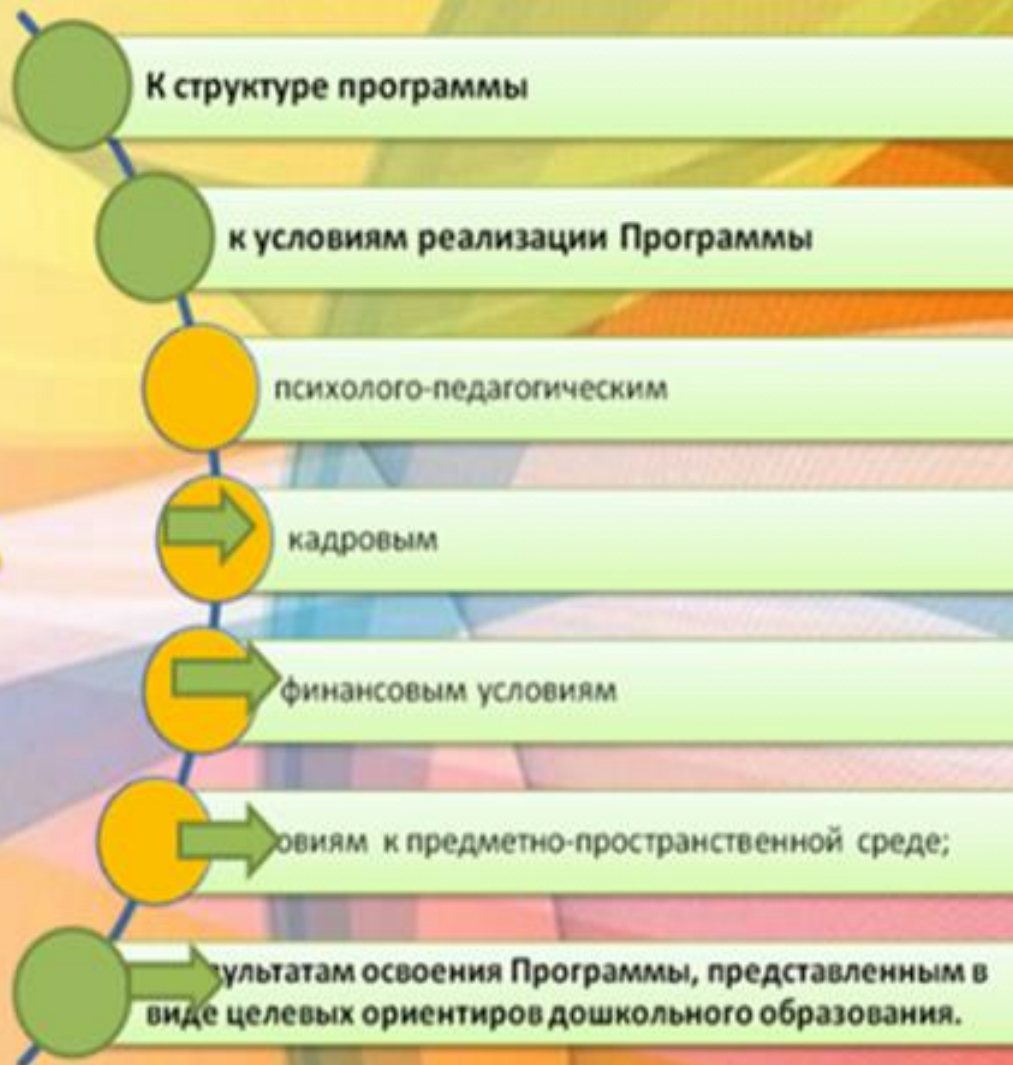 К структуре программы
к условиям реализации Программы
психолого-педагогическим
кадровым
финансовым условиям
овиям к предметно-пространственной среде;
ультатам освоения Программы, представленным в
виде целевых ориентиров дошкольного образования.